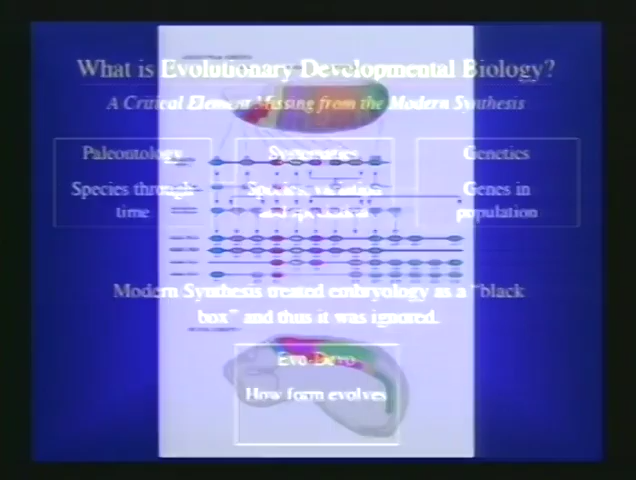 What is Evolutionary Developmental Biology?
A Critical Element Missing from the Modern Synthesis
Paleontology
Systematics
Genetics
Species through
time
Species, variation
and speciation
Genes in
population
Modern Synthesis treated embryology as a "black
box" and thus it was ignored.
Evo-Devo
How form evolves